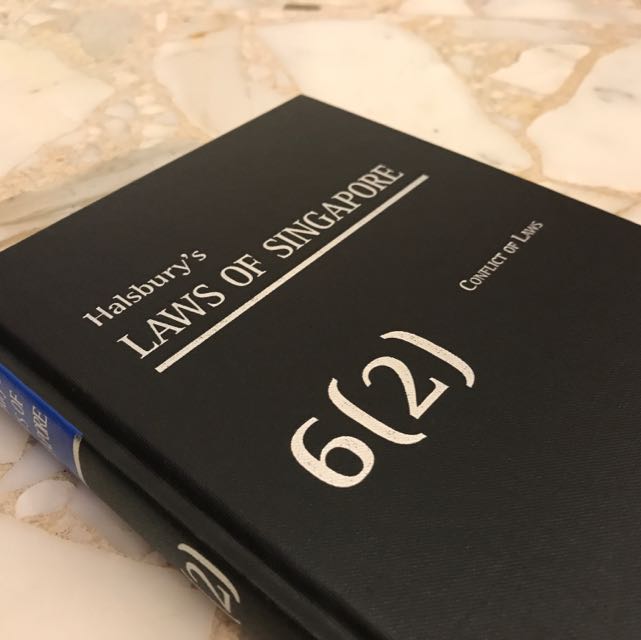 Halsbury's
LAWS OF SINGAPORE
CONFLICT OF LAWS
6(2)